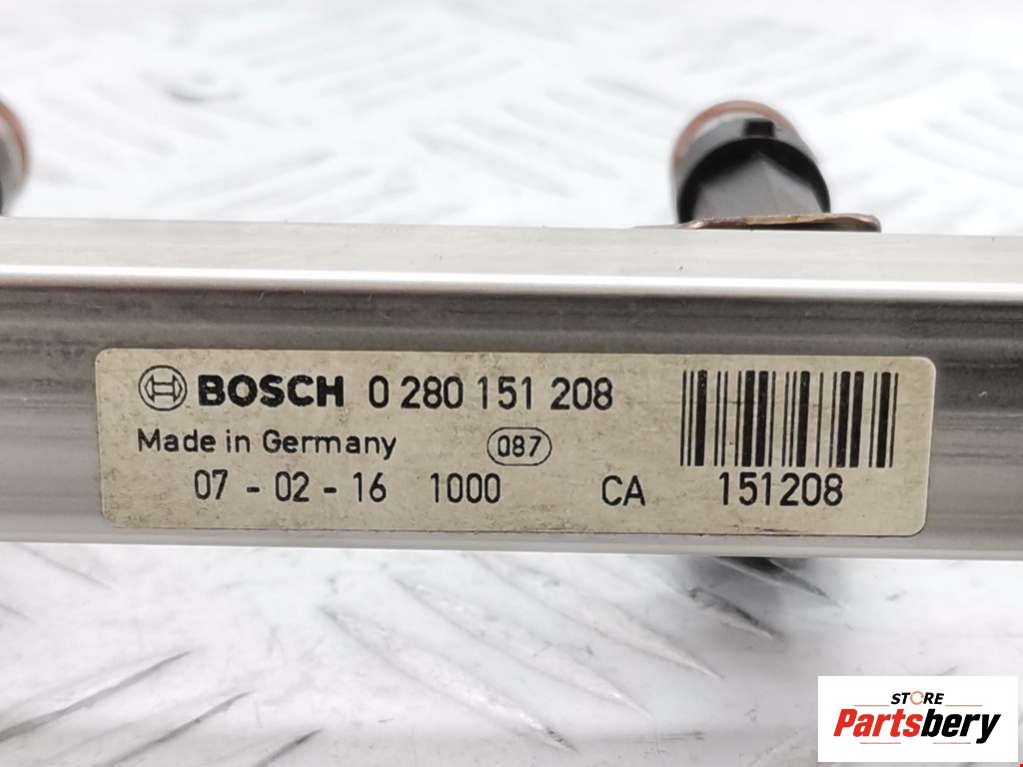 BOSCH 0 280 151 208
Made in Germany 087
07 - 02 - 16 1000 CA 151208
STORE
Partsbery